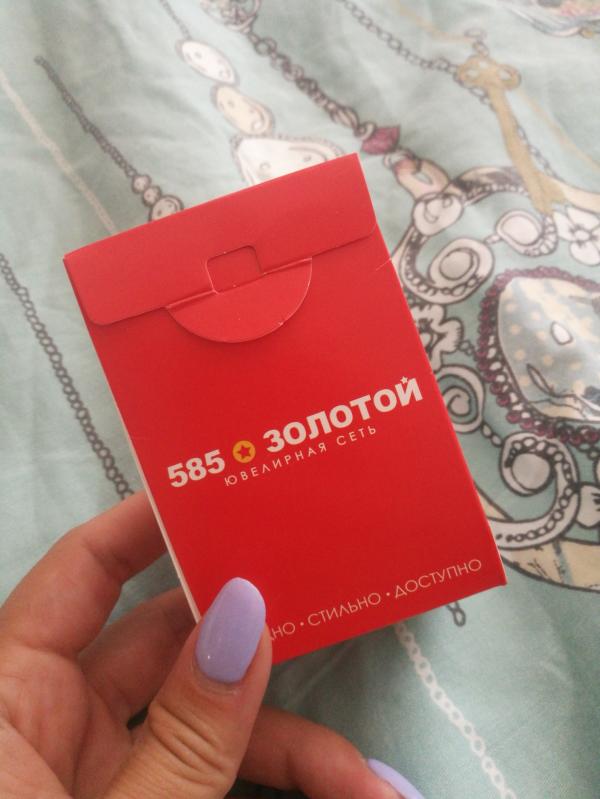 585 ЗОЛОТОЙ
ЮВЕЛИРНАЯ СЕТЬ
• СТИЛЬНО • ДОСТУПНО